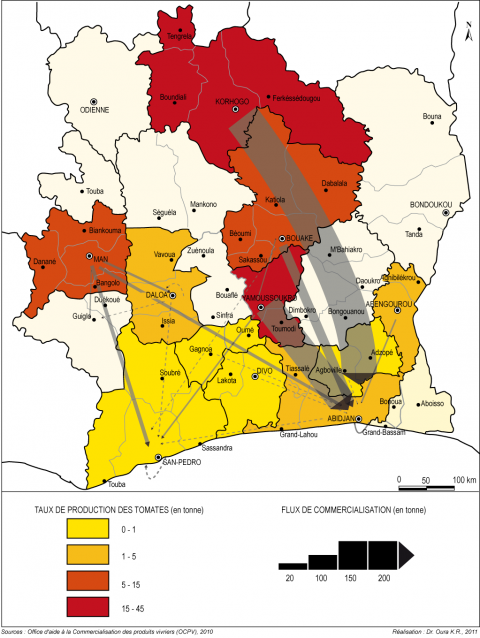 N
Tengrela
Boundali
KORHOGO
Ferkéssédougou
ODIENNE
Bouna
Touba
Mankono
Séguéla
Katiola
Dabalala
BONDOUKOU
Tanda
Biankouma
Danané
MAN
Béoumi
BOUAKE
Sakassou
M'Bahiakro
Vavoua
Zuénoula
Bangolo
Duékoué
DALOA
Bouaflé
YAMOUSSOUKRO
Daoukro
Agnibilékrou
ABENGOUROU
Guiglo
Issia
Sinfra
Toumodi
Dimbokro
Bongouanou
Oumé
Gagnoa
Adzopé
Soubré
Lakota
DIVO
Tiassalé
Agboville
Bonoua
Aboisso
ABIDJAN
Grand-Bassam
Grand-Lahou
Sassandra
SAN-PEDRO
Touba
0 50 100 km
TAUX DE PRODUCTION DES TOMATES (en tonne)
0 - 1
1 - 5
5 - 15
15 - 45
FLUX DE COMMERCIALISATION (en tonne)
20 100 150 200
Sources : Office d'aide à la Commercialisation des produits vivriers (OCPV), 2010
Réalisation : Dr. Oura K.R., 2011